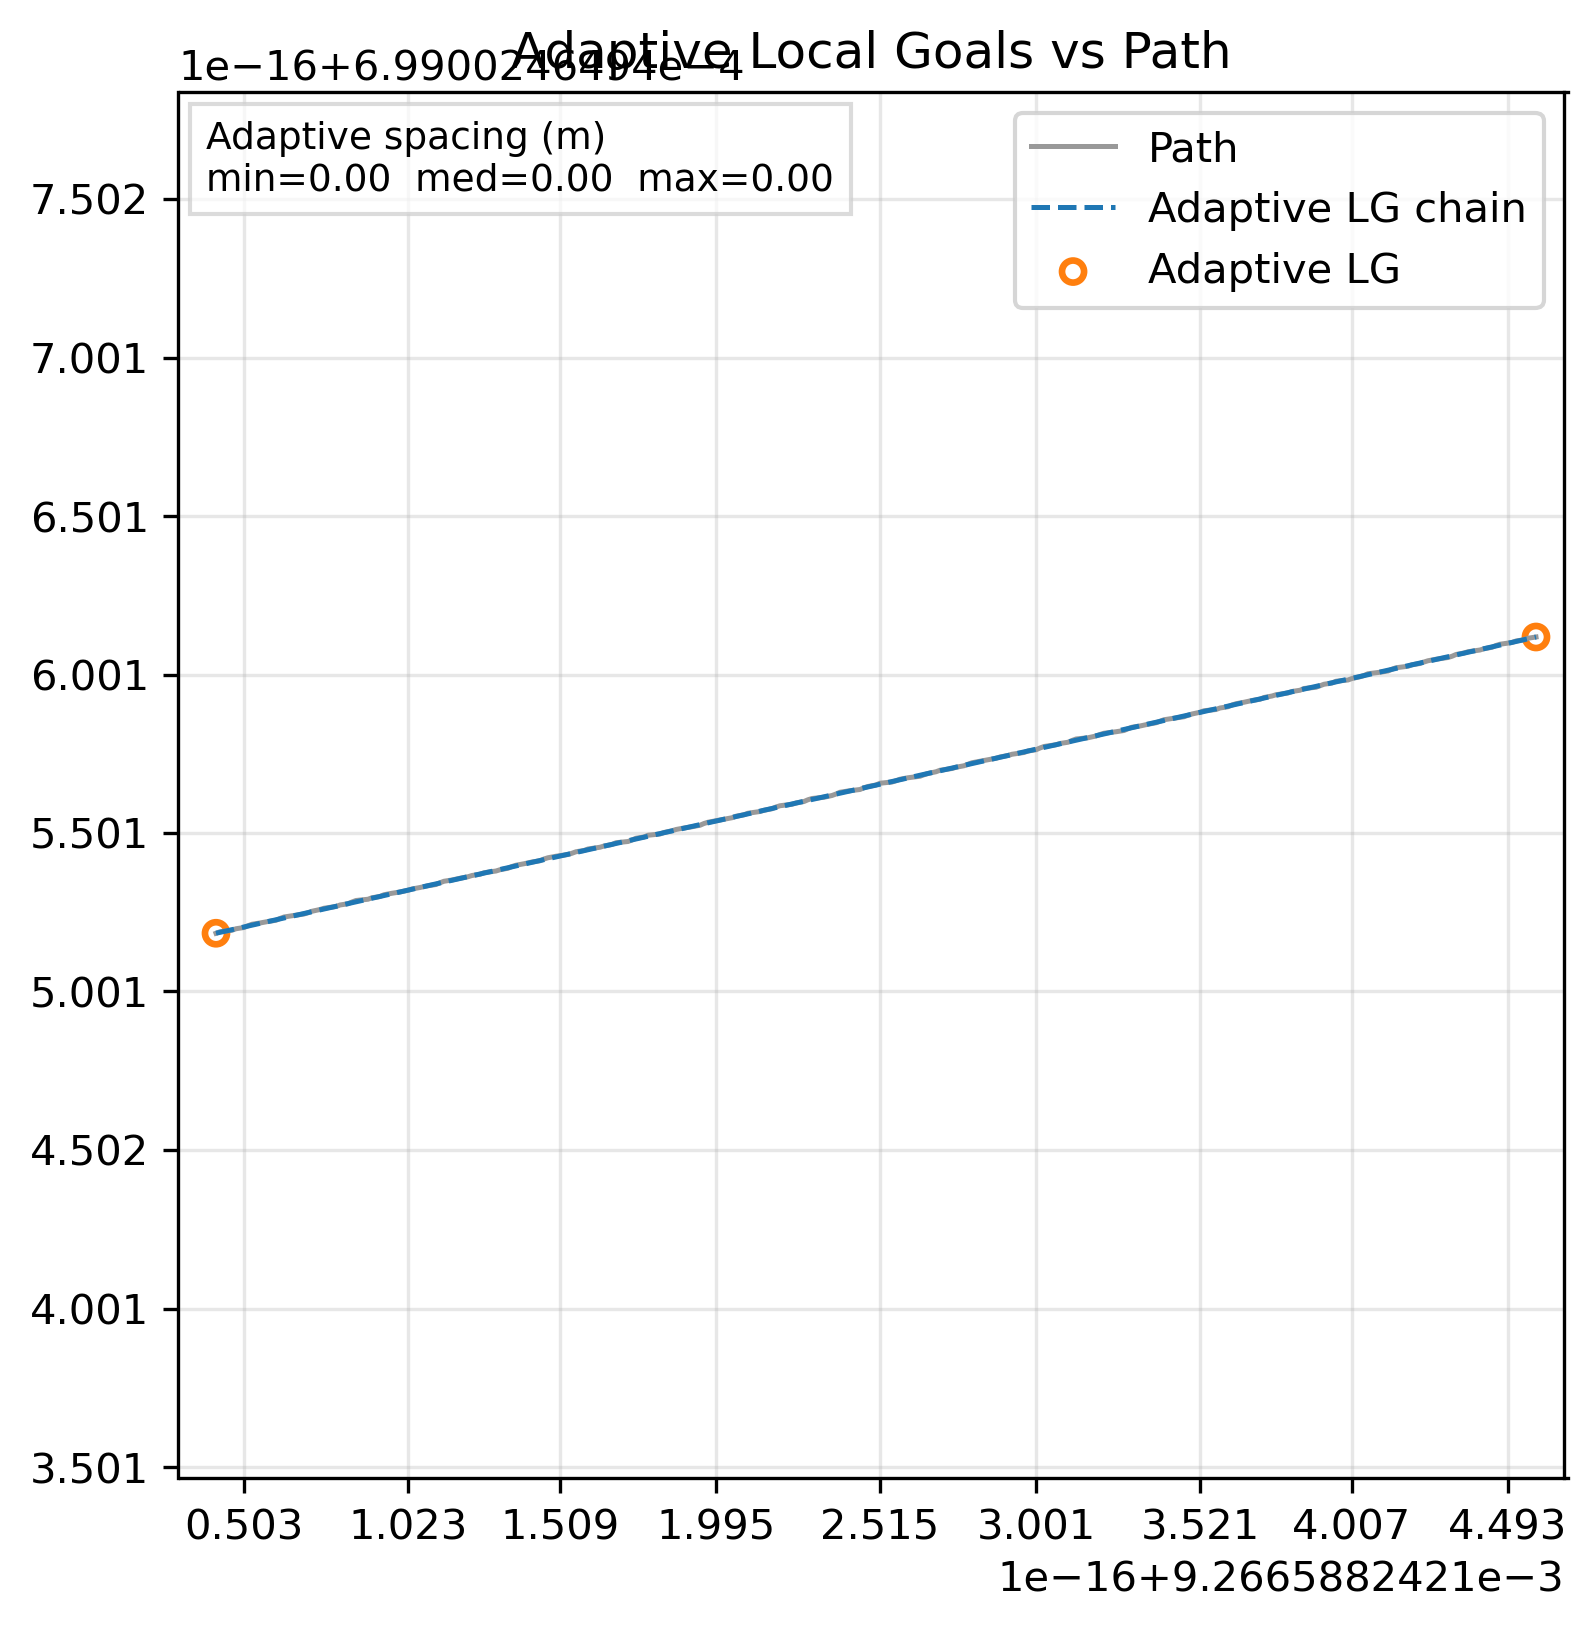 Adaptive Local Goals vs Path
1e−16+6.9900246494e−4
Adaptive spacing (m)
min=0.00  med=0.00  max=0.00
Path
Adaptive LG chain
Adaptive LG
7.502
7.001
6.501
6.001
5.501
5.001
4.502
4.001
3.501
0.503 1.023 1.509 1.995 2.515 3.001 3.521 4.007 4.493
1e−16+9.2665882421e−3